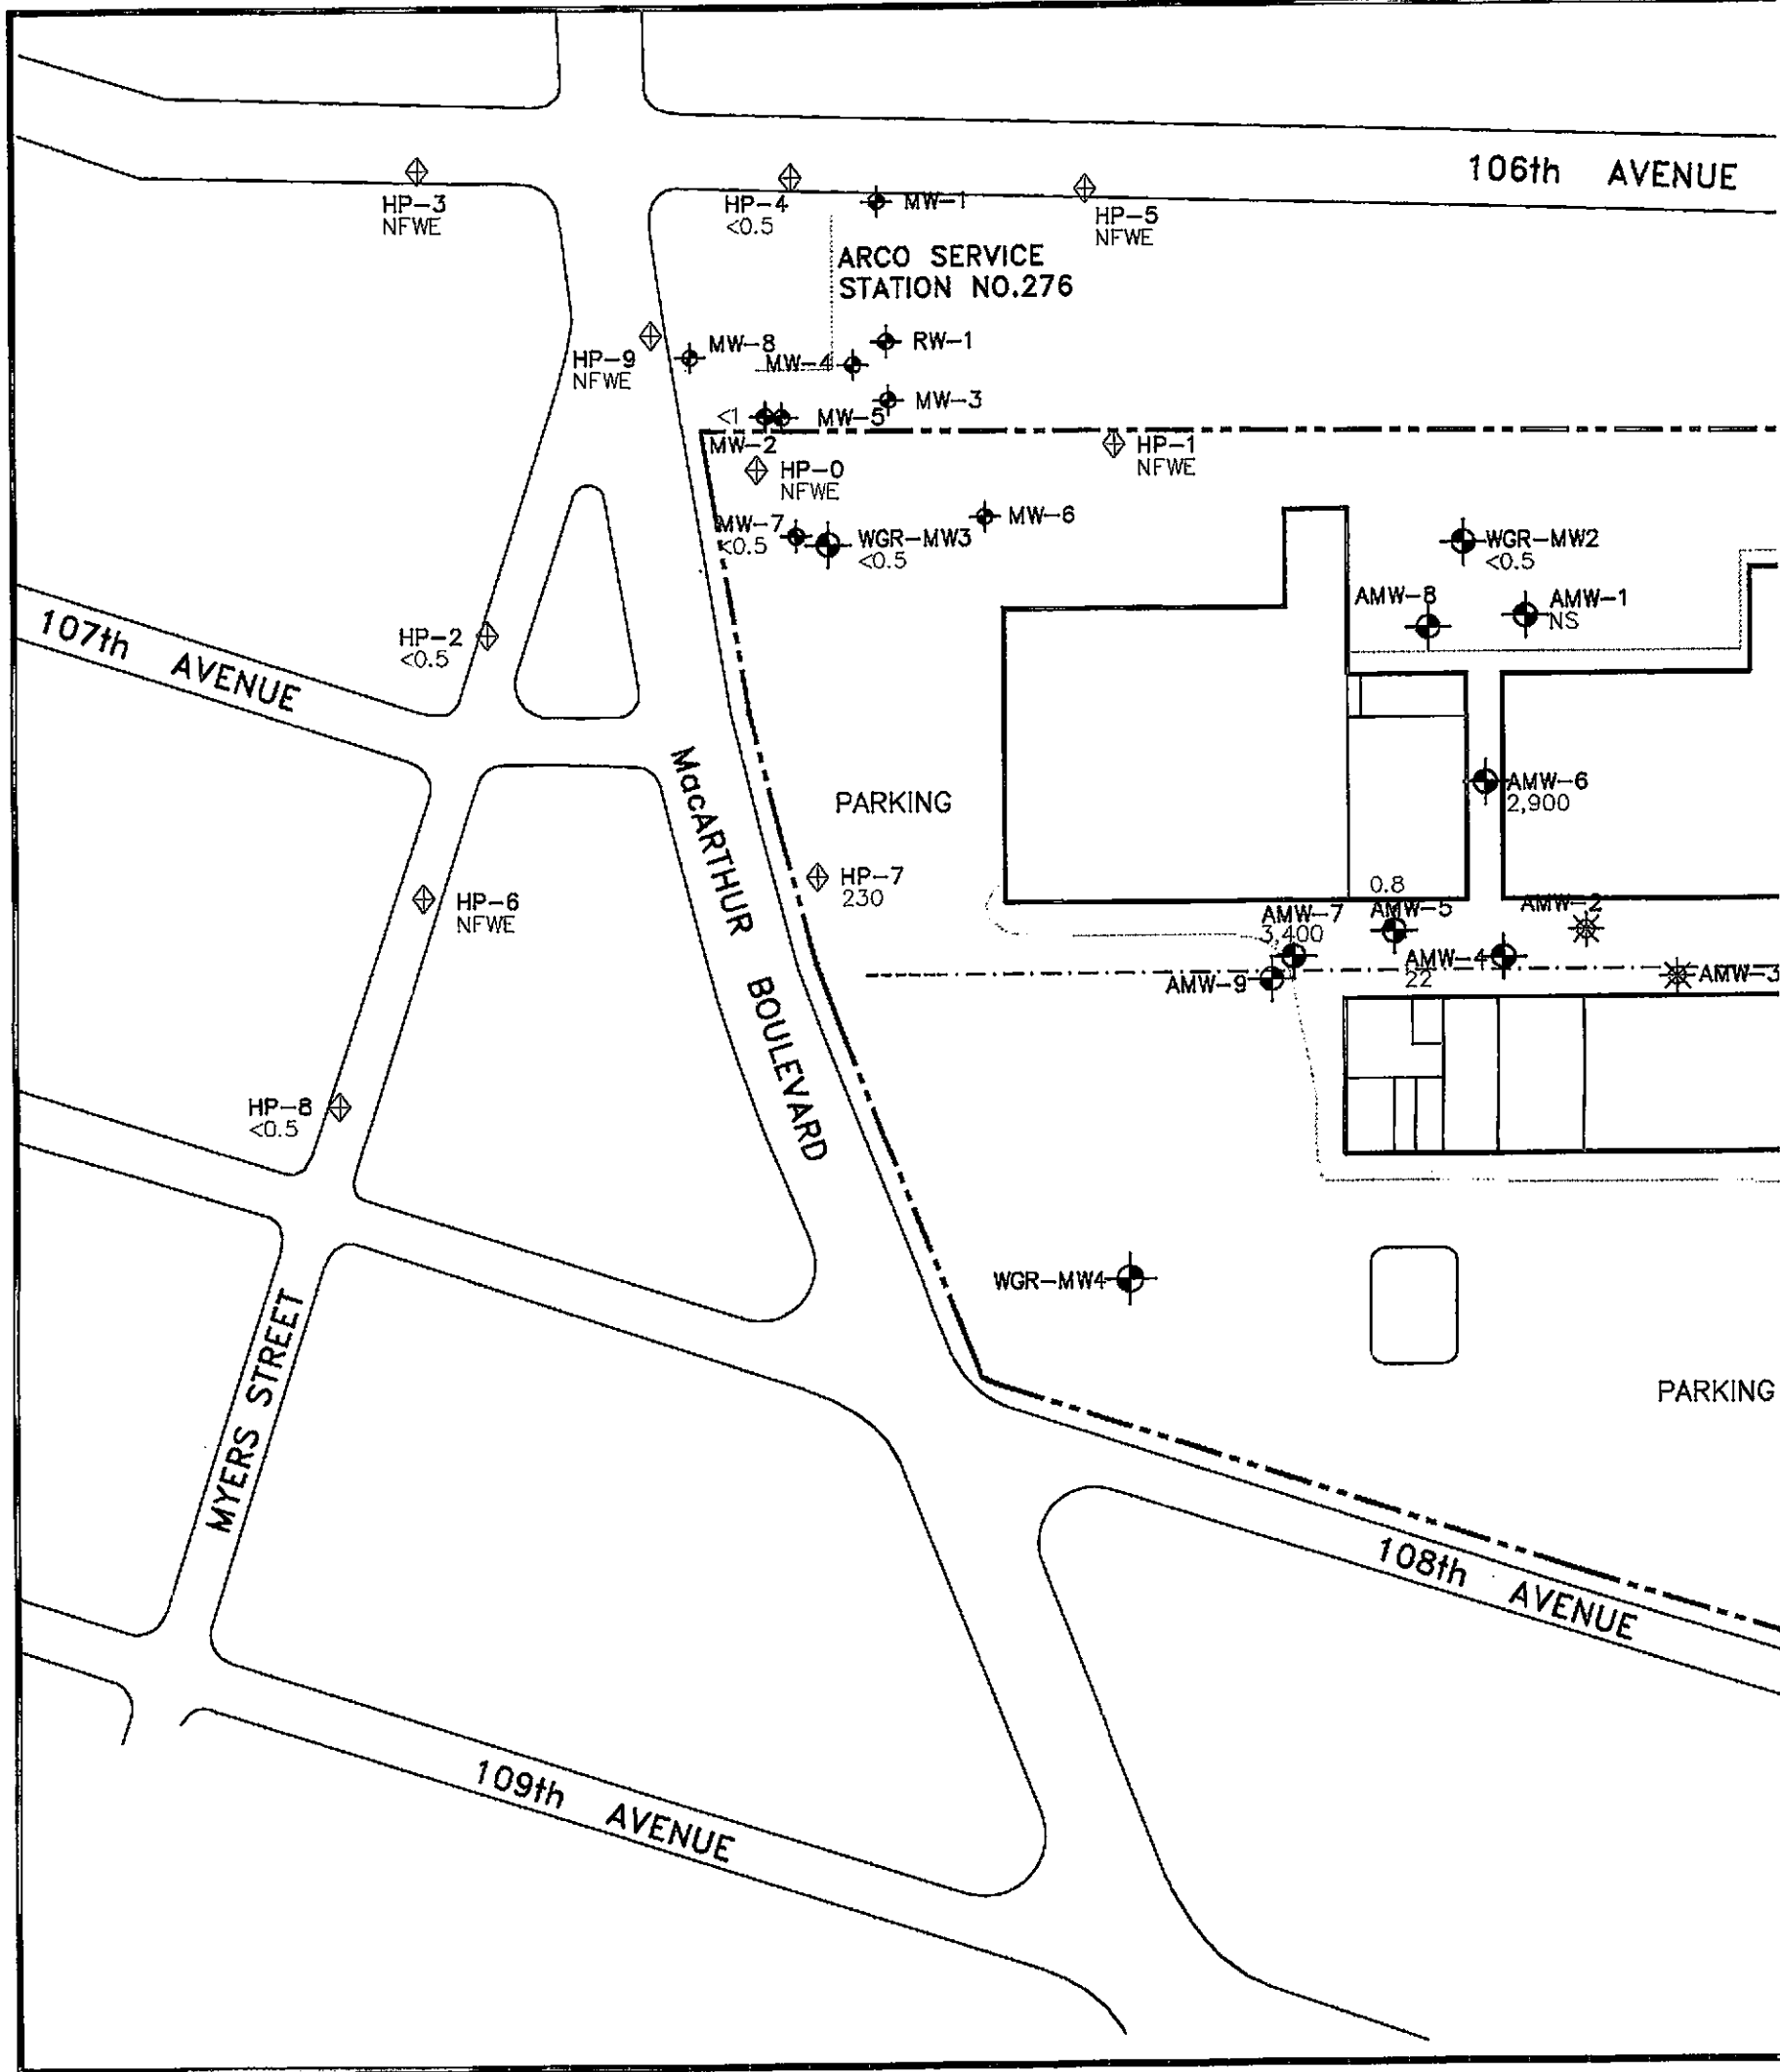 106th AVENUE
HP-3
NFWE
HP-4
<0.5
MW-1
HP-5
NFWE
ARCO SERVICE
STATION NO.276
HP-9
NFWE
MW-8
MW-4
RW-1
MW-3
<1
MW-5
MW-2
HP-0
NFWE
HP-1
NFWE
MW-7
<0.5
WGR-MW3
<0.5
MW-6
WGR-MW2
<0.5
AMW-8
AMW-1
NS
107th AVENUE
HP-2
<0.5
MacARTHUR BOULEVARD
PARKING
AMW-6
2,900
HP-7
230
HP-6
NFWE
0.8
AMW-5
AMW-7
3,400
AMW-2
AMW-4
22
AMW-9
AMW-3
HP-8
<0.5
WGR-MW4
MYERS STREET
PARKING
108th AVENUE
109th AVENUE